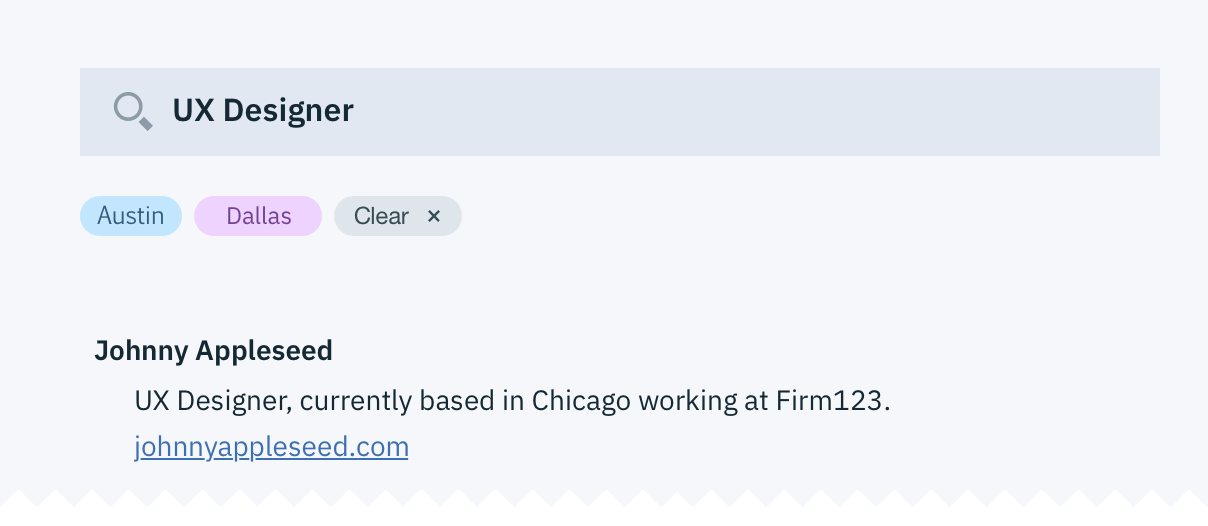 UX Designer
Austin Dallas Clear ×
Johnny Appleseed
UX Designer, currently based in Chicago working at Firm123.
johnnyappleseed.com